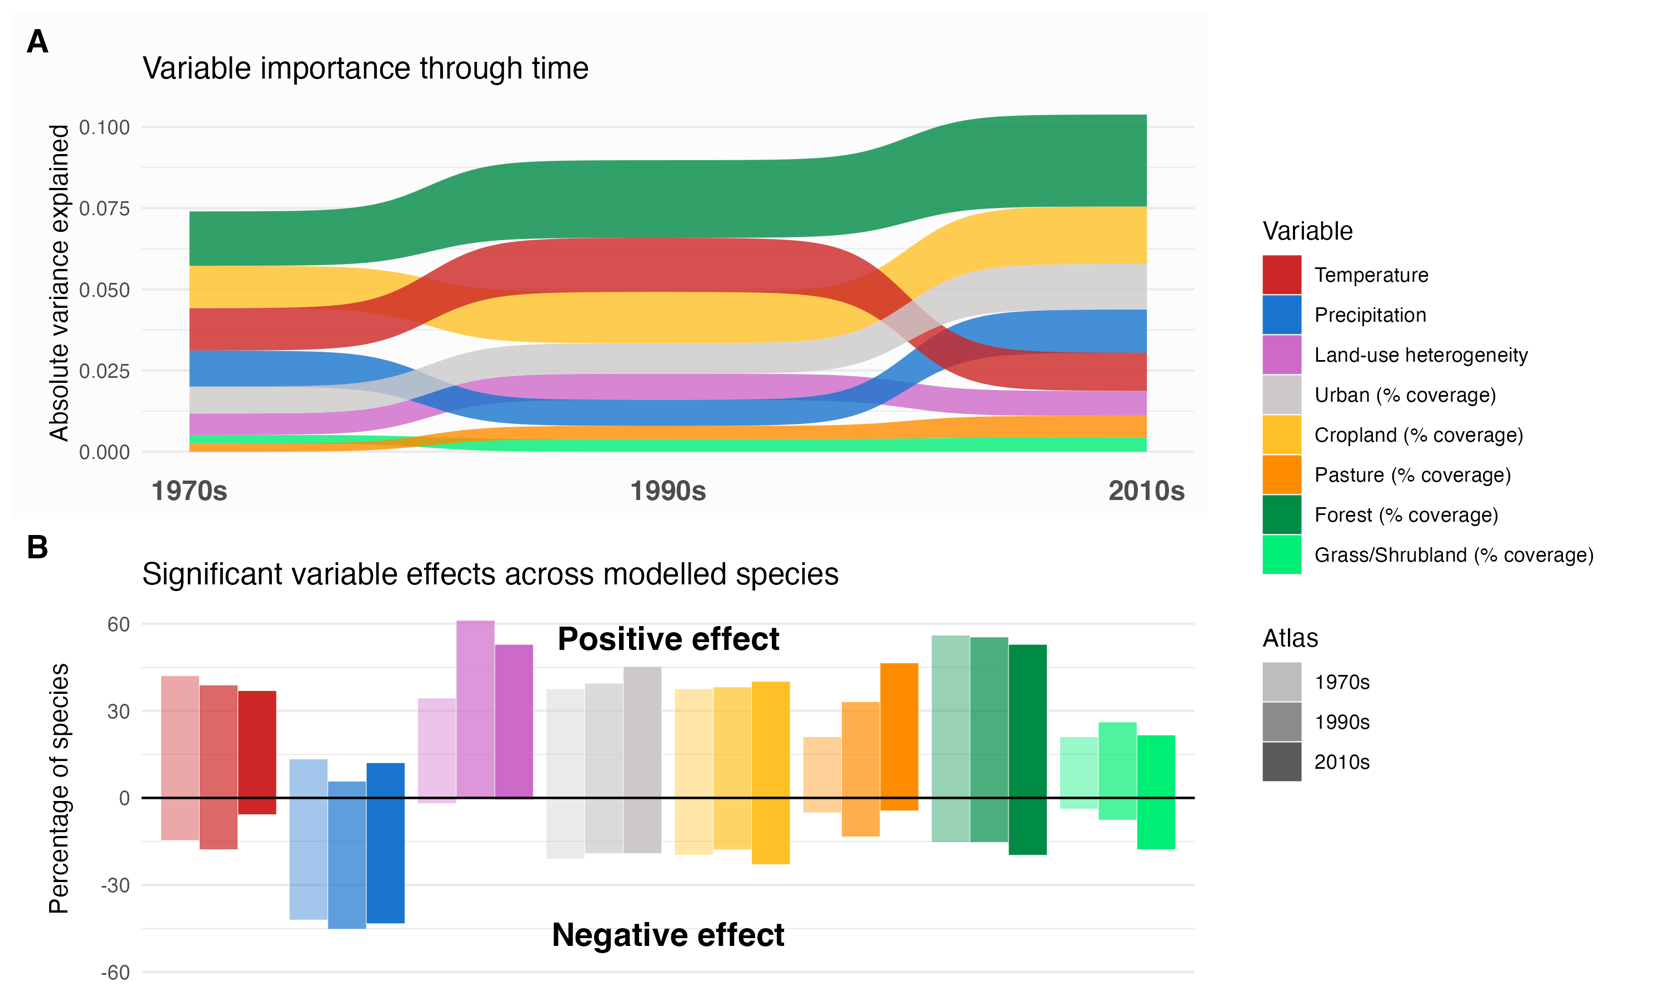 A
Variable importance through time
Absolute variance explained
0.100
0.075
0.050
0.025
0.000
1970s
1990s
2010s
B
Significant variable effects across modelled species
Percentage of species
60
30
0
-30
-60
Positive effect
Negative effect
Variable
Temperature
Precipitation
Land-use heterogeneity
Urban (% coverage)
Cropland (% coverage)
Pasture (% coverage)
Forest (% coverage)
Grass/Shrubland (% coverage)
Atlas
1970s
1990s
2010s